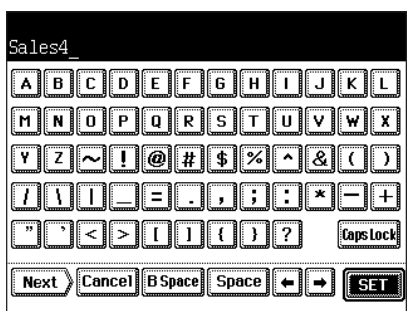 Sales4_
A B C D E F G H I J K L
M N O P Q R S T U V W X
Y Z ~ ! @ # $ % ^ & ( )
/ \ | _ = . , ; : * - +
" ' < > [ ] { } ? Caps Lock
Next Cancel B Space Space ← → SET